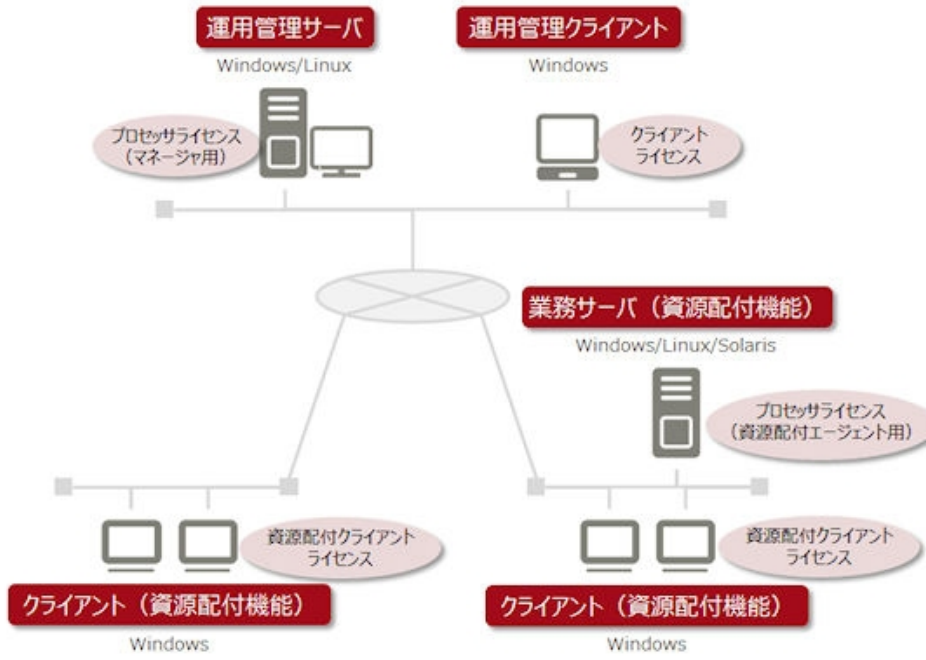 運用管理サーバ
運用管理クライアント
Windows/Linux
Windows
プロセッサライセンス
(マネージャ用)
クライアント
ライセンス
業務サーバ(資源配付機能)
Windows/Linux/Solaris
プロセッサライセンス
(資源配付エージェント用)
資源配付クライアント
ライセンス
資源配付クライアント
ライセンス
クライアント(資源配付機能)
クライアント(資源配付機能)
Windows
Windows